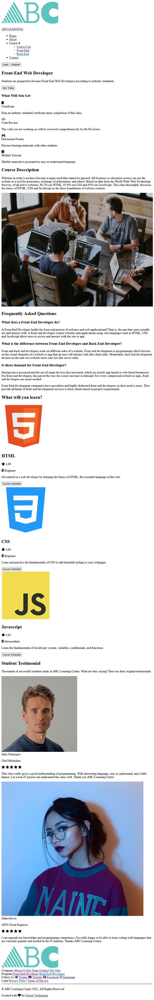 ABC
ABCLEARNING
Home
About
Course
Course List
Front-End
Back-End
Contact
Login Register
Front-End Web Developer
Students are prepared to become Front-End Web Developers according to industry standards.
Join Today
What Will You Get
Certificate
Earn an industry standard certificate upon completion of this class.
Code Review
The code you are working on will be reviewed comprehensively by the Reviewer.
Discussion Forum
Discuss learning materials with other students.
Module Tutorial
Module material is presented in easy-to-understand language.
Course Description
Websites in today's era have become a major need that cannot be ignored. All business or education sectors can use the
website as a tool for promotion, exchange of information, and others. Based on data from the World Wide Web Technology
Surveys, of all active websites, 88.2% use HTML, 95.6% use CSS and 95% use JavaScript. This class thoroughly discusses
the basics of HTML, CSS and JavaScript as the three foundations of website creation.
Frequently Asked Questions
What does a Front-End Developer do?
A Front-End Developer builds the front-end portion of websites and web applicationsâ??that is, the part that users actually
see and interact with. A front-end developer creates websites and applications using web languages such as HTML, CSS,
and JavaScript allow users to access and interact with the site or app.
What is the difference between Front-End Developer and Back-End Developer?
Front and back end developers work on different sides of a website. Front end development is programming which focuses
on the visual elements of a website or app that an user will interact with (the client side). Meanwhile, back end development
focuses on the side of a website users can't see (the server side).
Is there demand for Front-End Developer?
Startups have increased and the use of smart devices also increased, which are mostly app-based or web-based businesses.
For front-end developers, this paved the way for a more increase in demand. For every commercial website or apps, front-
end developers are much needed.
Front-End development companies have specialists and highly dedicated front-end developers, as their need is more. They
provide all kinds of front-end development services to their clients based on project requirements.
What will you learn?
HTML
4,89
Beginner
Get started as a web developer by learning the basics of HTML, the essential language of the web.
Course Schedule
CSS
4,84
Beginner
Learn and practice the fundamentals of CSS to add beautiful styling to your webpages.
Course Schedule
JS
Javascript
4,82
Intermediate
Learn the fundamentals of JavaScript: syntax, variables, conditionals, and functions.
Course Schedule
Student Testimonial
Thousands of successful students study at ABC Learning Center. What are they saying? Here are their original testimonials.
Alex Nurmegov
Chef Micheline
This class really gives a good understanding of programming. With interesting language, easy to understand, and a little
humor, I as a non-IT person can understand this class well. Thank you ABC Learning Center
MAINE
Zahra Kovic
AWS Cloud Engineer
I can upgrade my knowledge and programming competence, I'm really happy to be able to learn coding with languages that
are currently popular and needed in the IT Industry. Thanks ABC Learning Center...
ABC
Company About Us Our Team Contact Site Map
Program Front-End Developer Back-End Developer
Follow Us Twitter Youtube Facebook Instagram
Legal Privacy Policy Terms of Service
© ABC Learning Center 2022. All Rights Reserved
Created with by Gustut Yoghantara